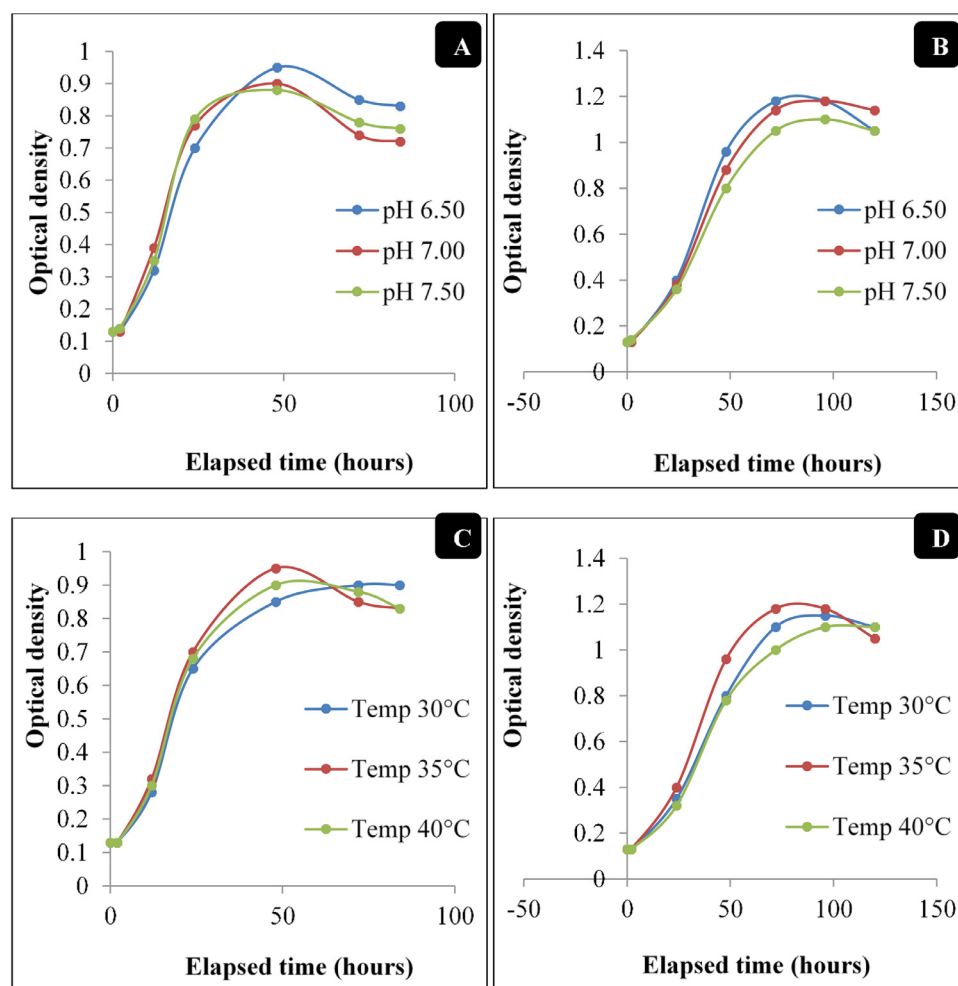 A
Optical density
1
0.9
0.8
0.7
0.6
0.5
0.4
0.3
0.2
0.1
0
0
50
100
pH 6.50
pH 7.00
pH 7.50
Elapsed time (hours)
B
Optical density
1.4
1.2
1
0.8
0.6
0.4
0.2
0
-50
0
50
100
150
pH 6.50
pH 7.00
pH 7.50
Elapsed time (hours)
C
Optical density
1
0.9
0.8
0.7
0.6
0.5
0.4
0.3
0.2
0.1
0
0
50
100
Temp 30°C
Temp 35°C
Temp 40°C
Elapsed time (hours)
D
Optical density
1.4
1.2
1
0.8
0.6
0.4
0.2
0
-50
0
50
100
150
Temp 30°C
Temp 35°C
Temp 40°C
Elapsed time (hours)